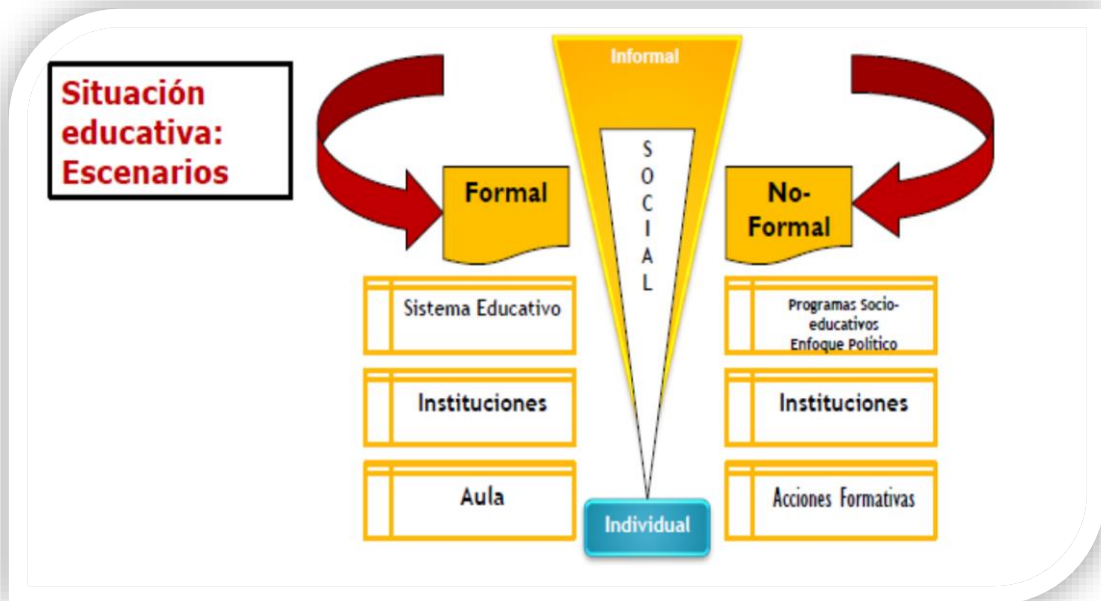 Situación
educativa:
Escenarios
Informal
S
O
C
I
A
L
Formal
No-
Formal
Sistema Educativo
Programas Socio-
educativos
Enfoque Político
Instituciones
Instituciones
Aula
Acciones Formativas
Individual